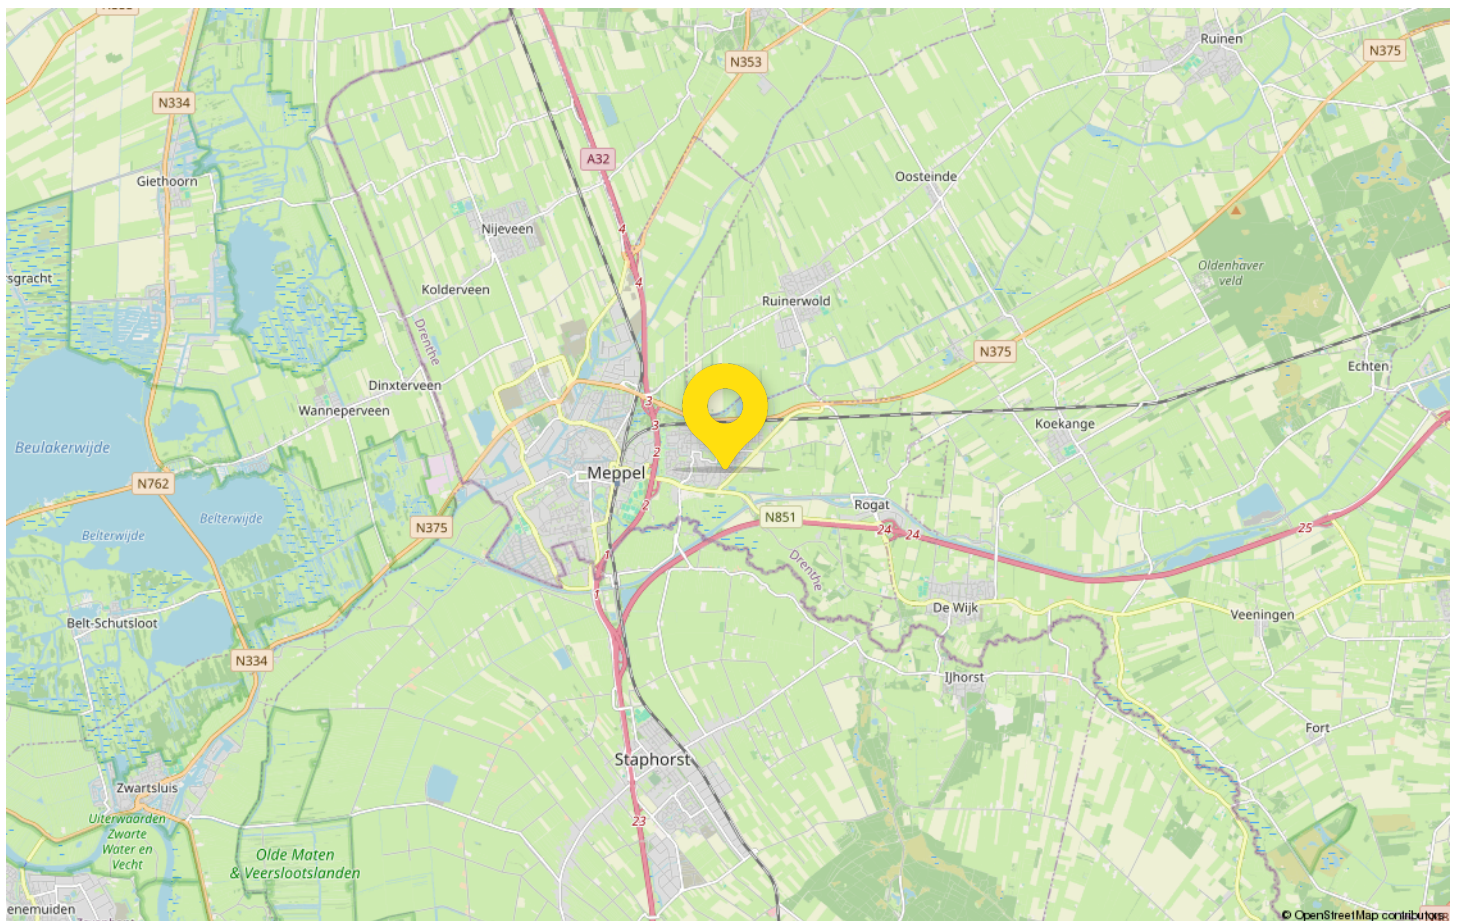 Ruinen
N375
N353
N334
A32
Giethoorn
Oosteinde
4
Nijeveen
Oldenhaver
veld
sgracht
4
Kolderveen
Ruinerwold
Drenthe
N375
Echten
Dinxterveen
Wanneperveen
3
3
Koekange
Beulakerwijde
2
Meppel
N762
Belterwijde
N375
2
Rogat
N851
24
24
25
Belterwijde
1
Drenthe
1
De Wijk
Veeningen
Belt-Schutsloot
N334
IJhorst
Fort
Staphorst
Zwartsluis
23
Uiterwaarden
Zwarte
Water en
Vecht
Olde Maten
& Veerslootslanden
enemuiden
© OpenStreetMap contributors